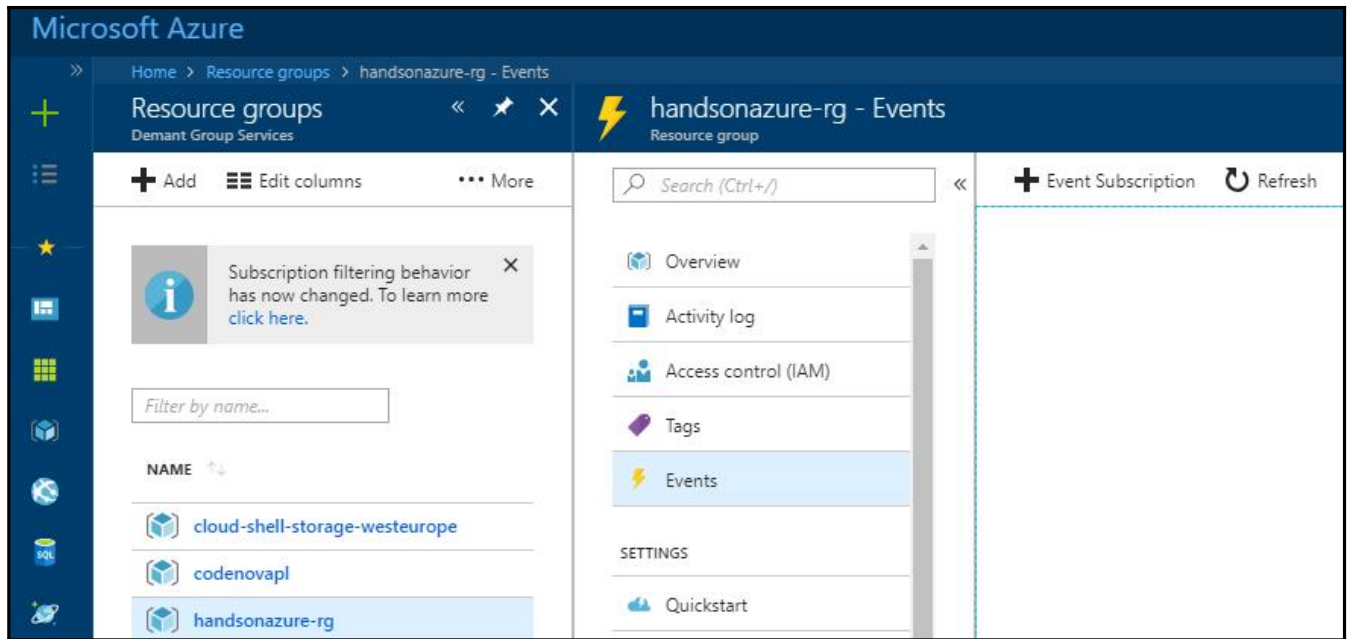 Microsoft Azure
Home > Resource groups > handsonazure-rg - Events
Resource groups
Demant Group Services
Add
Edit columns
More
Subscription filtering behavior
has now changed. To learn more
click here.
Filter by name...
NAME
cloud-shell-storage-westeurope
codenovapl
handsonazure-rg
handsonazure-rg - Events
Resource group
Search (Ctrl+/)
Overview
Activity log
Access control (IAM)
Tags
Events
SETTINGS
Quickstart
Event Subscription
Refresh
SQL